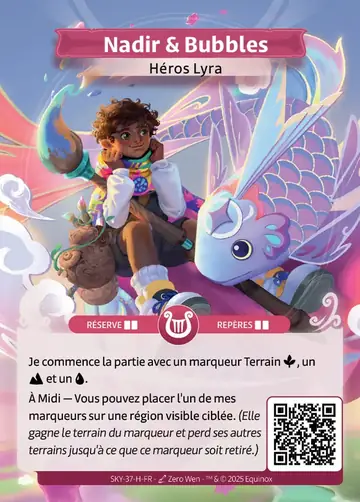 Nadir & Bubbles
Héros Lyra
RÉSERVE
REPÈRES
Je commence la partie avec un marqueur Terrain , un
et un .
À Midi — Vous pouvez placer l'un de mes
marqueurs sur une région visible ciblée. (Elle
gagne le terrain du marqueur et perd ses autres
terrains jusqu'à ce que ce marqueur soit retiré.)
SKY-37-H-FR - Zero Wen - ™ & © 2025 Equinox